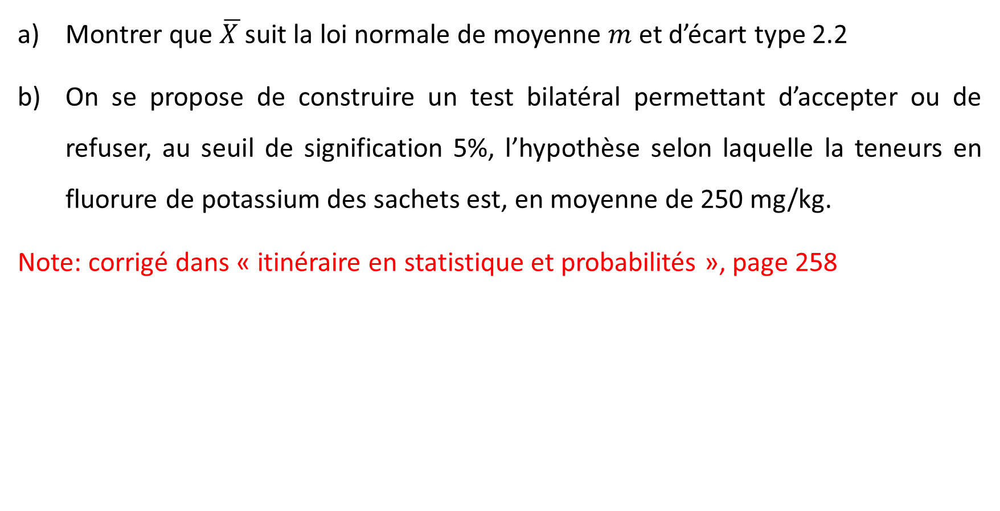 a) Montrer que X̅ suit la loi normale de moyenne m et d’écart type 2.2
b) On se propose de construire un test bilatéral permettant d’accepter ou de
refuser, au seuil de signification 5%, l’hypothèse selon laquelle la teneurs en
fluorure de potassium des sachets est, en moyenne de 250 mg/kg.
Note: corrigé dans « itinéraire en statistique et probabilités », page 258